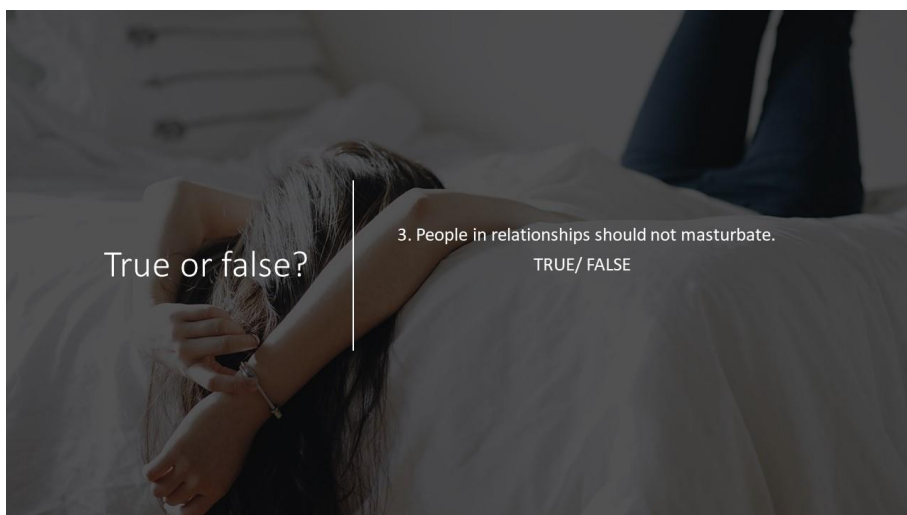 True or false?
3. People in relationships should not masturbate.
TRUE/ FALSE